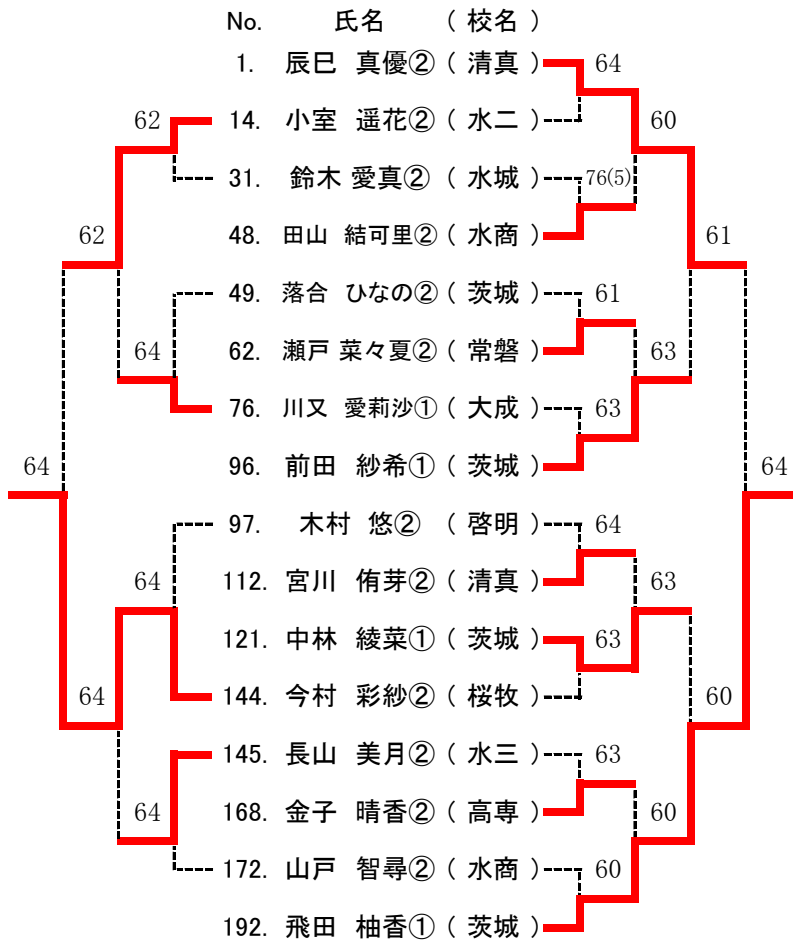 No. 氏名 ( 校名 )
1. 辰巳 真優② ( 清真 ) 64
62 14. 小室 遥花② ( 水二 ) 60
31. 鈴木 愛真② ( 水城 ) 76(5)
62 48. 田山 結可里② ( 水商 ) 61
49. 落合 ひなの② ( 茨城 ) 61
64 62. 瀬戸 菜々夏② ( 常磐 ) 63
76. 川又 愛莉沙① ( 大成 ) 63
64 96. 前田 紗希① ( 茨城 ) 64
97. 木村 悠② ( 啓明 ) 64
64 112. 宮川 侑芽② ( 清真 ) 63
121. 中林 綾菜① ( 茨城 ) 63
64 144. 今村 彩紗② ( 桜牧 ) 60
145. 長山 美月② ( 水三 ) 63
64 168. 金子 晴香② ( 高専 ) 60
172. 山戸 智尋② ( 水商 ) 60
192. 飛田 柚香① ( 茨城 )